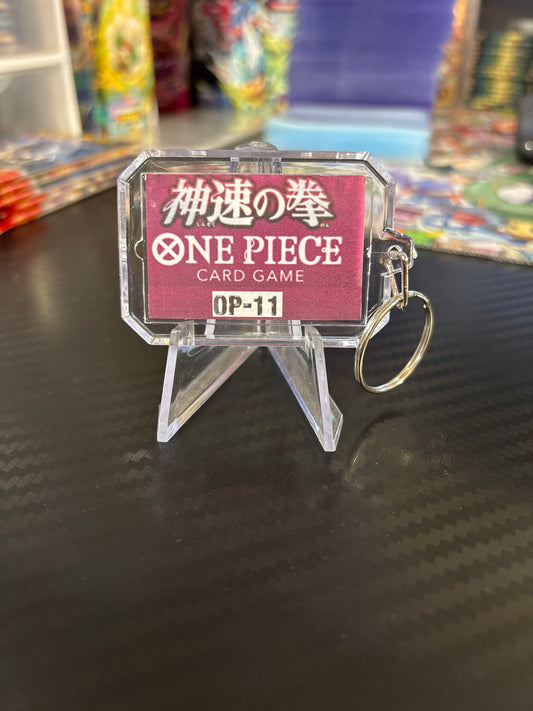 神速の拳
ONE PIECE
CARD GAME
OP-11